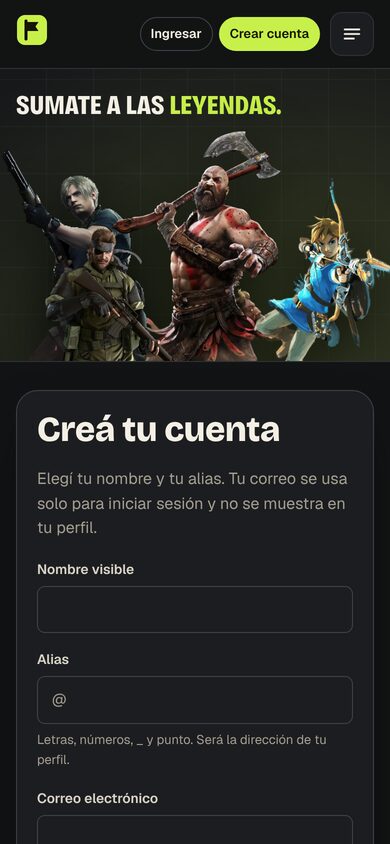 Ingresar
Crear cuenta
SUMATE A LAS LEYENDAS.
Creá tu cuenta
Elegí tu nombre y tu alias. Tu correo se usa
solo para iniciar sesión y no se muestra en
tu perfil.
Nombre visible
Alias
@
Letras, números, _ y punto. Será la dirección de tu
perfil.
Correo electrónico